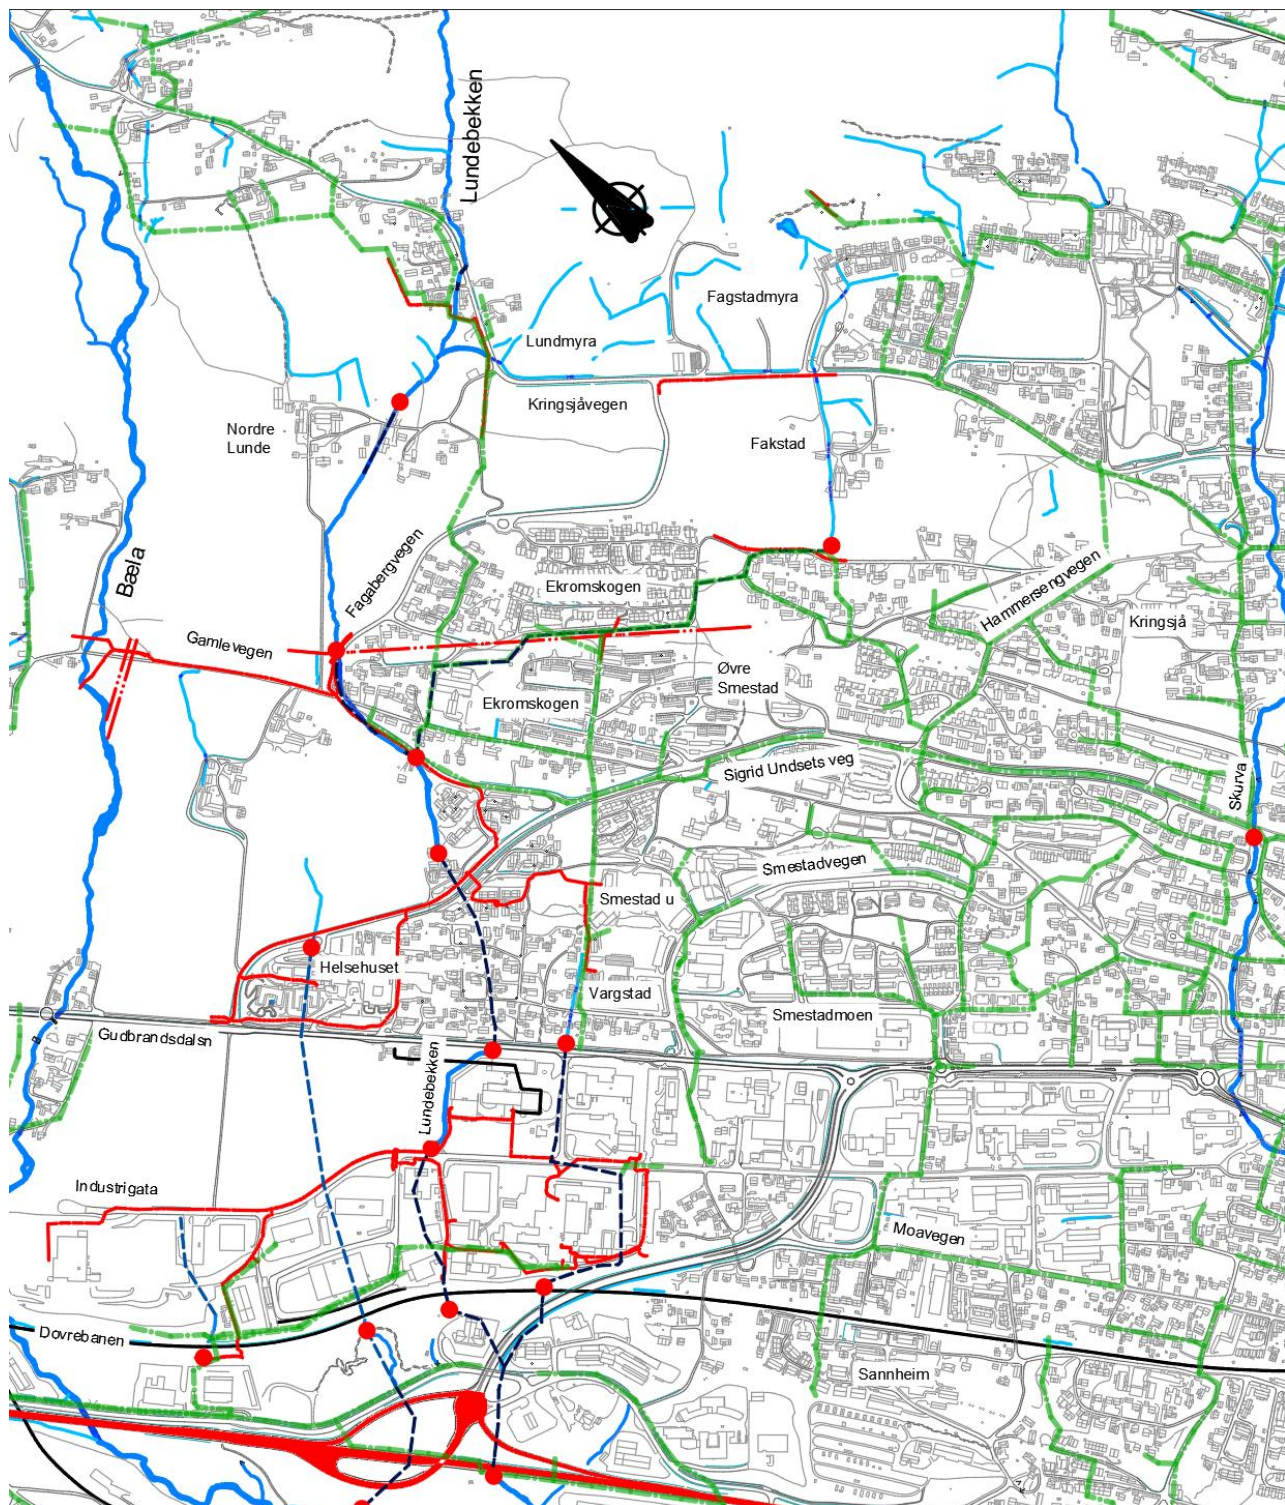 Lundebekken
Fagstadmyra
Lundmyra
Kringsjåvegen
Nordre
Lunde
Fakstad
Bæla
Fagabergvegen
Ekromskogen
Hammersengvegen
Kringsjå
Gamlevegen
Øvre
Smestad
Ekromskogen
Sigrid Undsets veg
Skurva
Smestadvegen
Smestad u
Helsehuset
Vargstad
Smestadmoen
Gudbrandsdalsn
Lundebekken
Industrigata
Moavegen
Dovrebanen
Sannheim